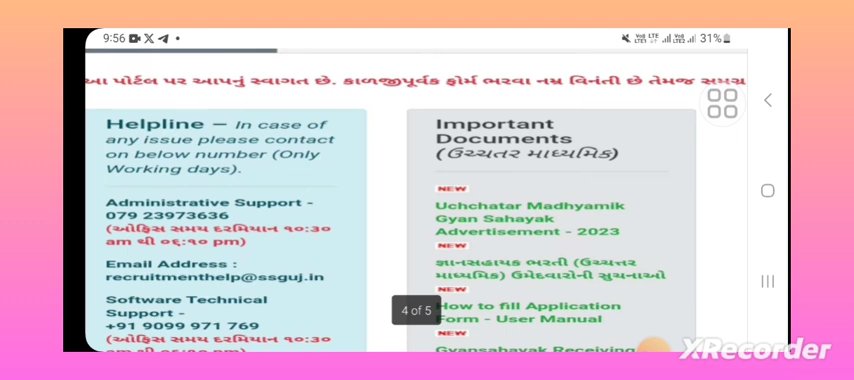 9:56
31%
આ પોર્ટલ પર આપનું સ્વાગત છે. કાળજીપૂર્વક ફોર્મ ભરવા નમ્ર વિનંતી છે તેમજ સમગ્ર
Helpline – In case of
any issue please contact
on below number (Only
Working days).
Administrative Support -
079 23973636
(ઓફિસ સમય દરમિયાન ૧૦:૩૦
am થી ૦૬:૧૦ pm)
Email Address :
recruitmenthelp@ssguj.in
Software Technical
Support -
+91 9099 971 769
(ઓફિસ સમય દરમિયાન ૧૦:૩૦
Important
Documents
(ઉચ્ચતર માધ્યમિક)
NEW
Uchchatar Madhyamik
Gyan Sahayak
Advertisement - 2023
NEW
જ્ઞાનસહાયક ભરતી (ઉચ્ચત્તર
માધ્યમિક) ઉમેદવારોની સુચનાઓ
NEW
How to fill Application
Form - User Manual
NEW
Gyansahayak Receiving
4 of 5
XRecorder